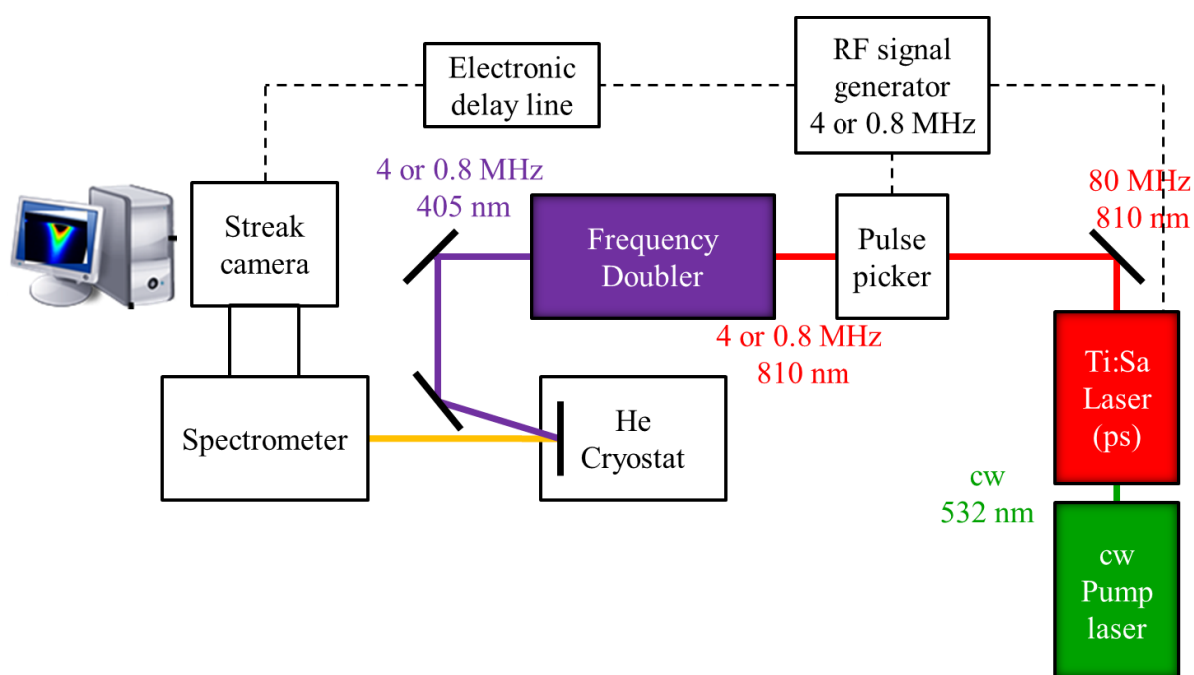 Electronic
delay line
RF signal
generator
4 or 0.8 MHz
4 or 0.8 MHz
405 nm
80 MHz
810 nm
Streak
camera
Frequency
Doubler
Pulse
picker
4 or 0.8 MHz
810 nm
Ti:Sa
Laser
(ps)
Spectrometer
He
Cryostat
cw
532 nm
cw
Pump
laser